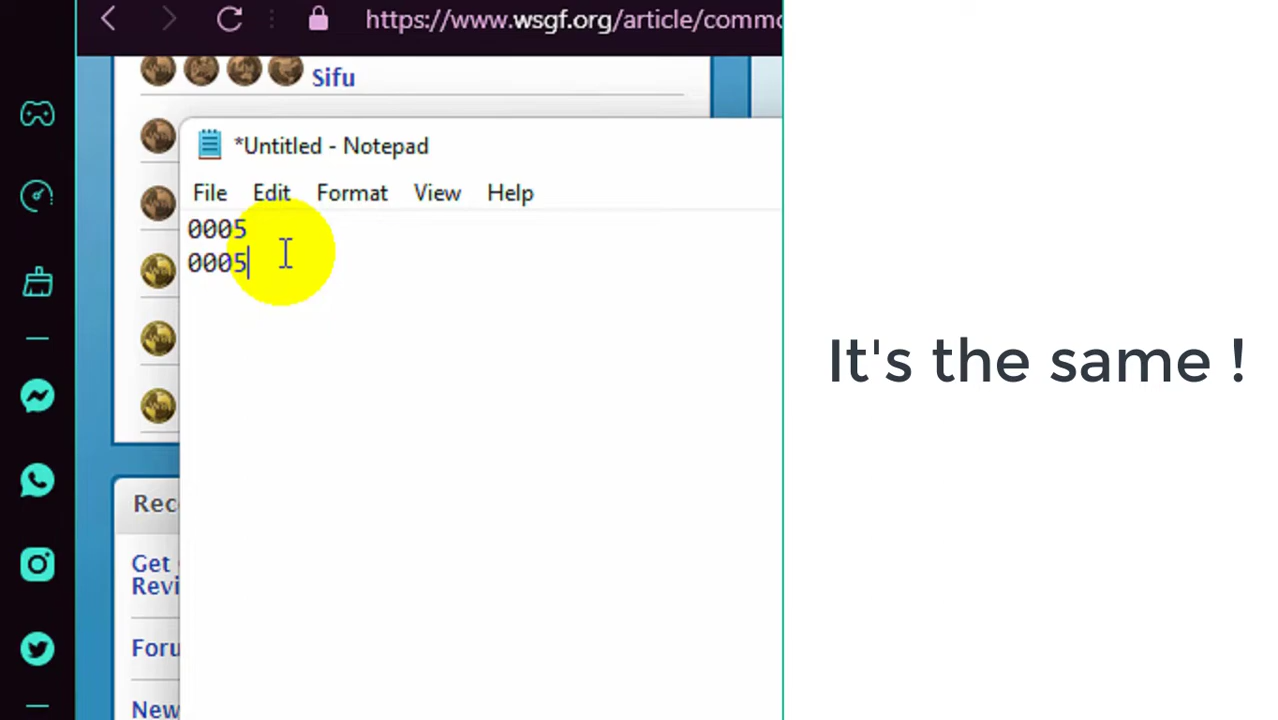 https://www.wsgf.org/article/commo
Sifu
*Untitled - Notepad
File Edit Format View Help
0005
0005
It's the same !
Rec
Get
Revi
Foru
New